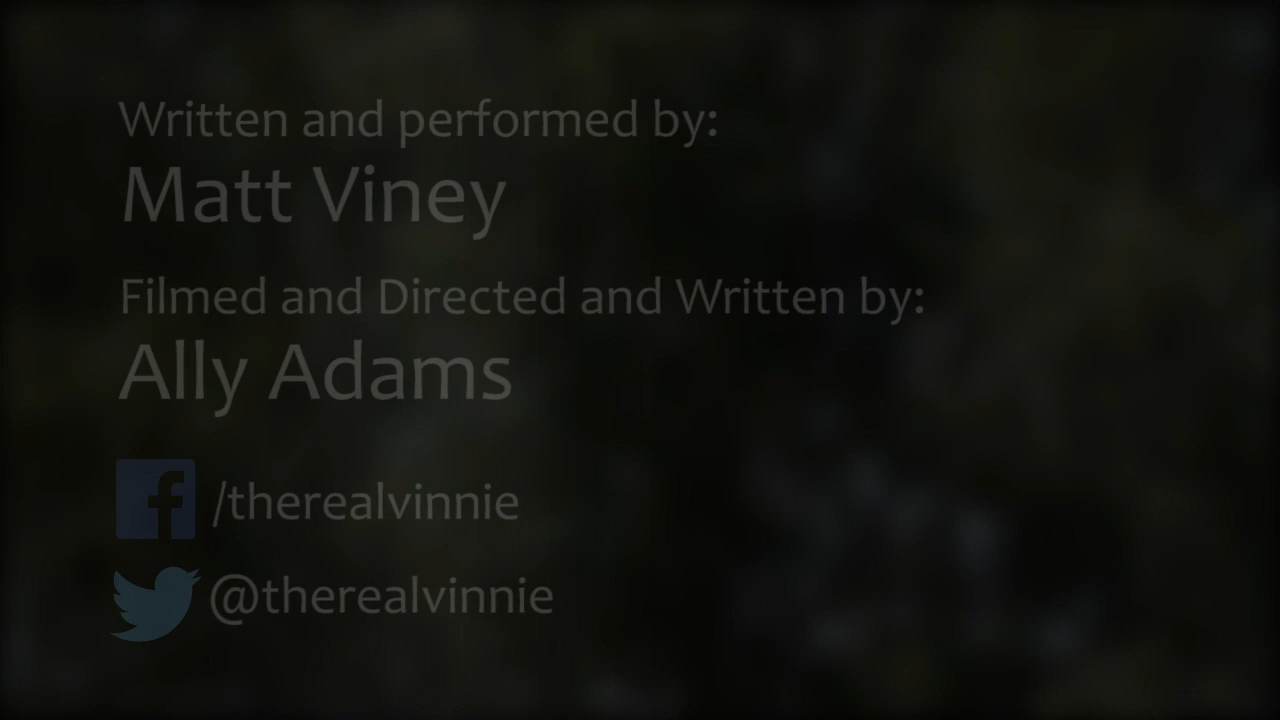 Written and performed by:
Matt Viney
Filmed and Directed and Written by:
Ally Adams
/therealvinnie
@therealvinnie